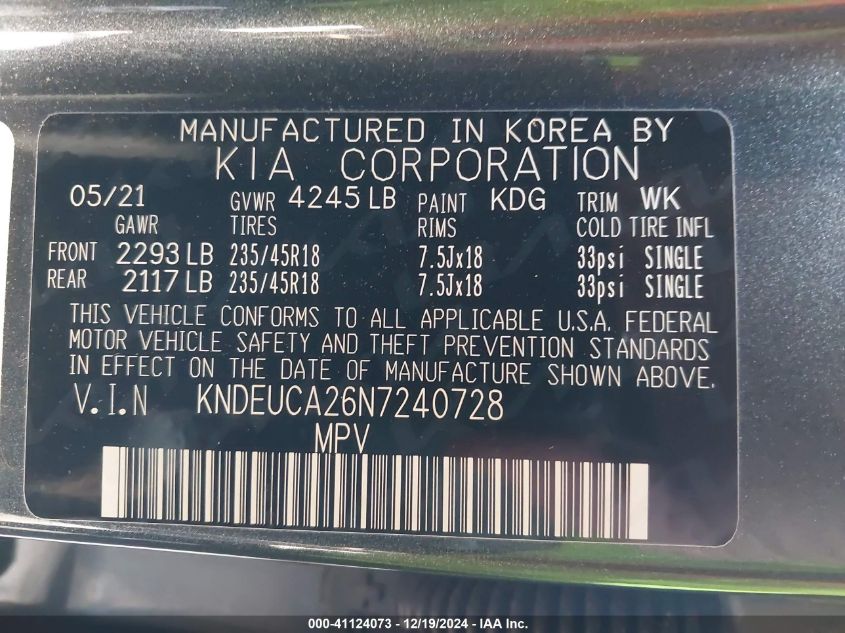 MANUFACTURED IN KOREA BY
KIA CORPORATION
05/21 GVWR 4245 LB PAINT KDG TRIM WK
GAWR TIRES RIMS COLD TIRE INFL
FRONT 2293 LB 235/45R18 7.5Jx18 33psi SINGLE
REAR 2117 LB 235/45R18 7.5Jx18 33psi SINGLE
THIS VEHICLE CONFORMS TO ALL APPLICABLE U.S.A. FEDERAL
MOTOR VEHICLE SAFETY AND THEFT PREVENTION STANDARDS
IN EFFECT ON THE DATE OF MANUFACTURE SHOWN ABOVE.
V.I.N KNDEUCA26N7240728
MPV
000-41124073 - 12/19/2024 - IAA Inc.